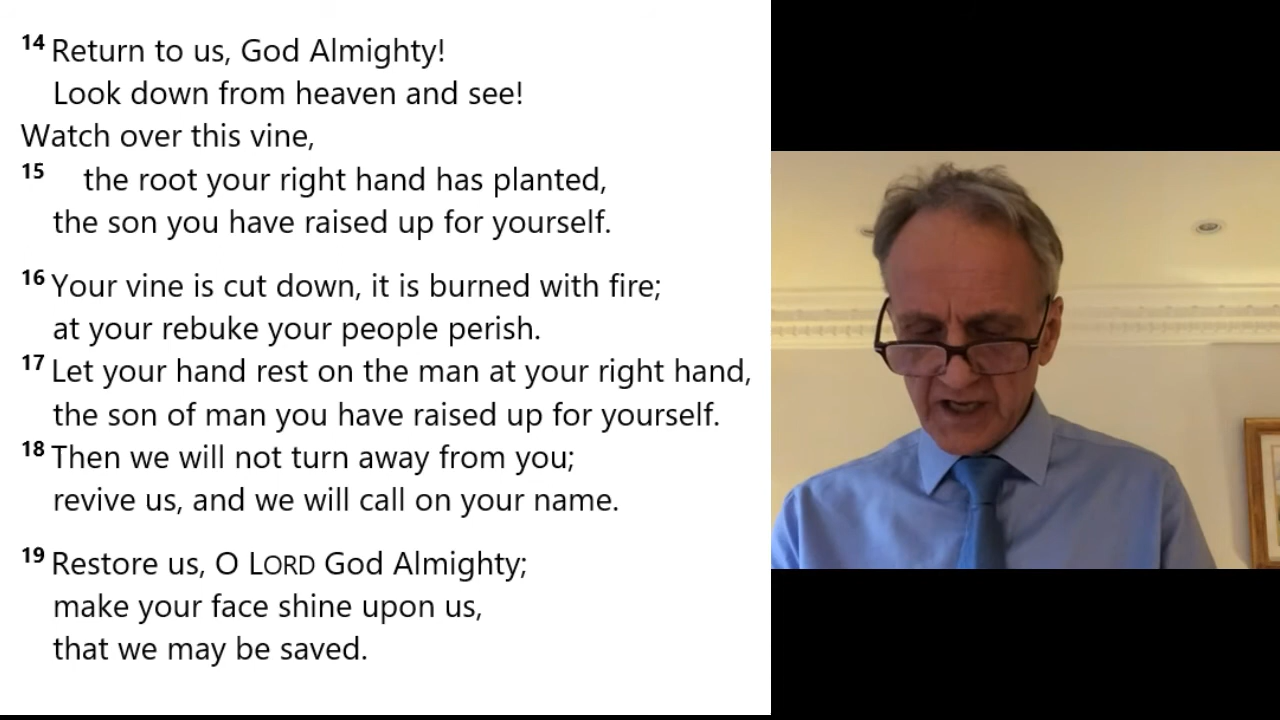 14 Return to us, God Almighty!
Look down from heaven and see!
Watch over this vine,
15 the root your right hand has planted,
the son you have raised up for yourself.
16 Your vine is cut down, it is burned with fire;
at your rebuke your people perish.
17 Let your hand rest on the man at your right hand,
the son of man you have raised up for yourself.
18 Then we will not turn away from you;
revive us, and we will call on your name.
19 Restore us, O LORD God Almighty;
make your face shine upon us,
that we may be saved.